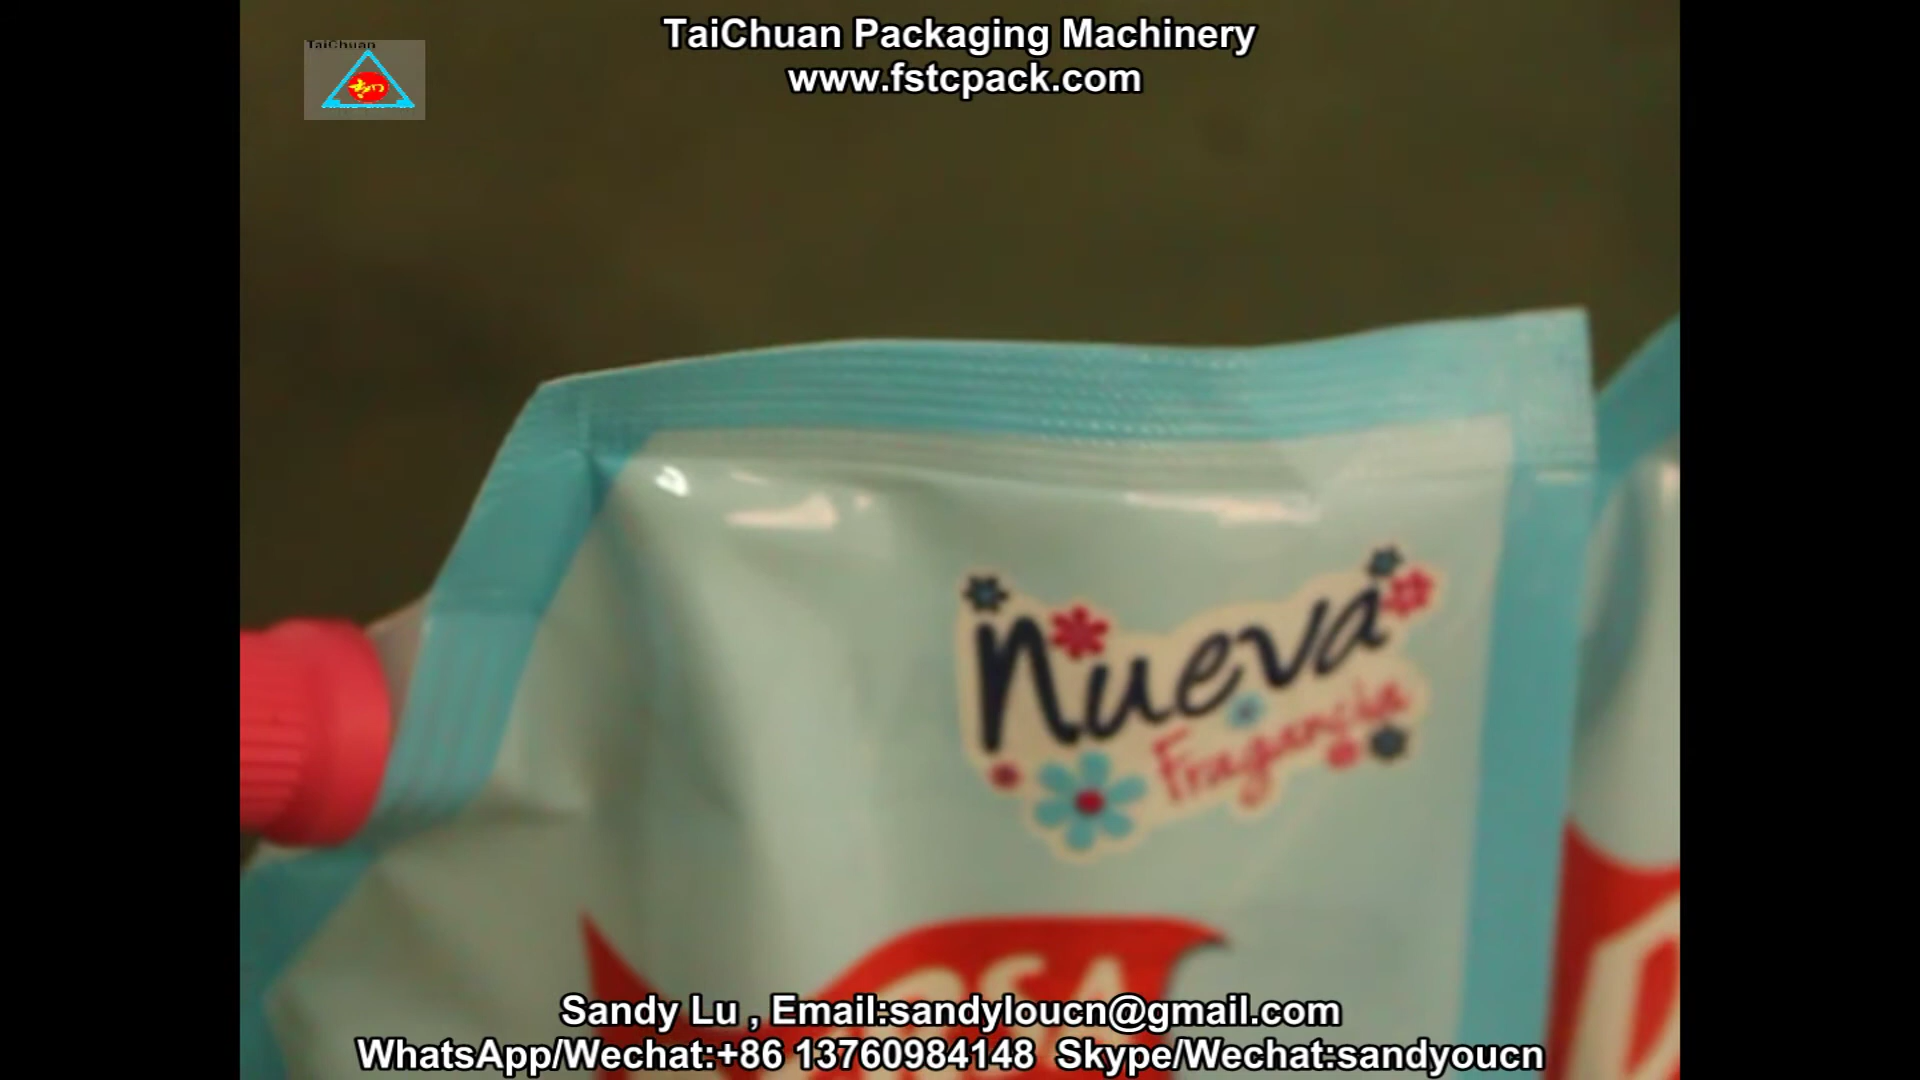 TaiChuan Packaging Machinery
www.fstcpack.com
TaiChuan
nueva
Fragancia
Sandy Lu , Email:sandyloucn@gmail.com
WhatsApp/Wechat:+86 13760984148  Skype/Wechat:sandyoucn